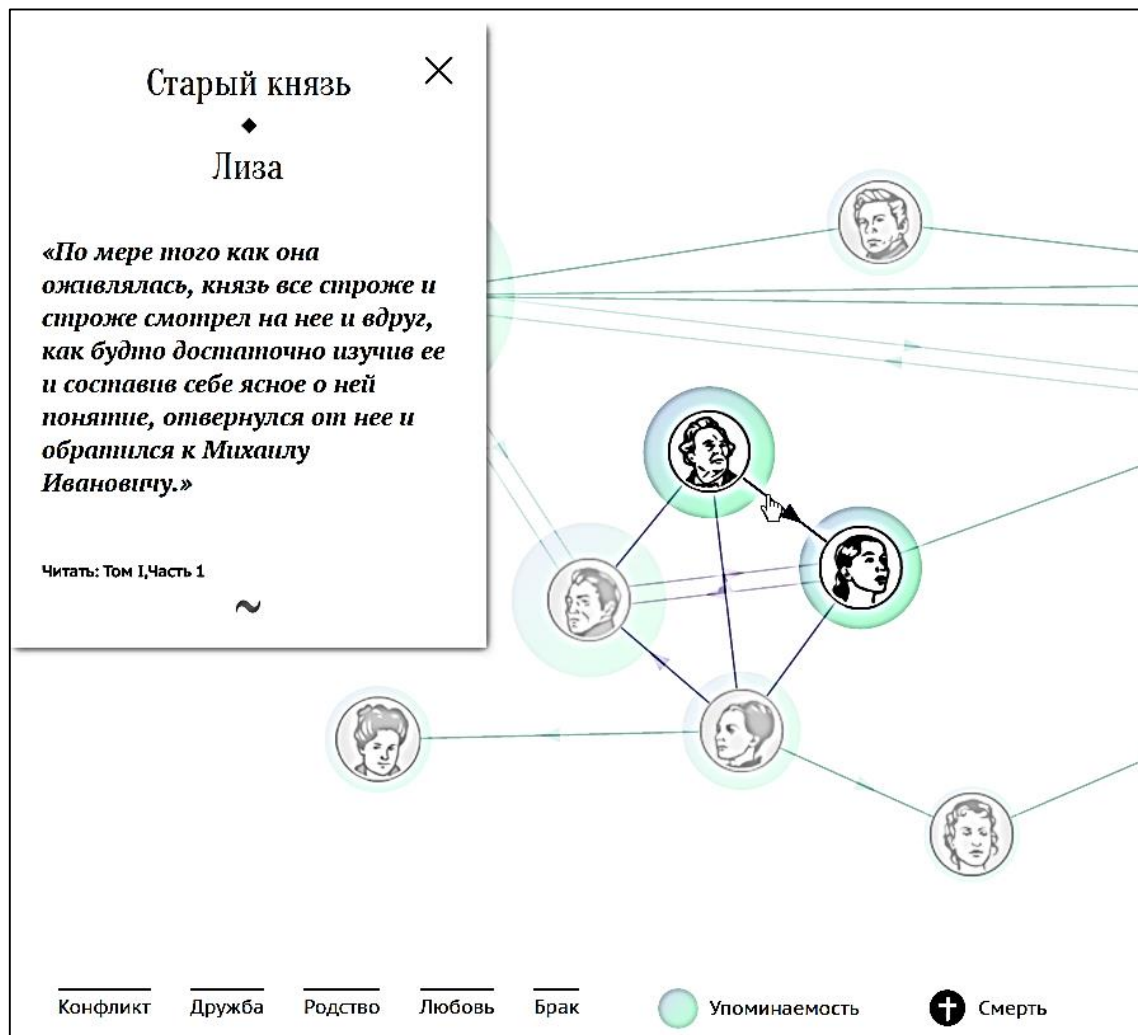 Старый князь
Лиза
«По мере того как она
оживлялась, князь все строже и
строже смотрел на нее и вдруг,
как будто достаточно изучив ее
и составив себе ясное о ней
понятие, отвернулся от нее и
обратился к Михаилу
Ивановичу.»
Читать: Том I,Часть 1
Конфликт Дружба Родство Любовь Брак Упоминаемость Смерть